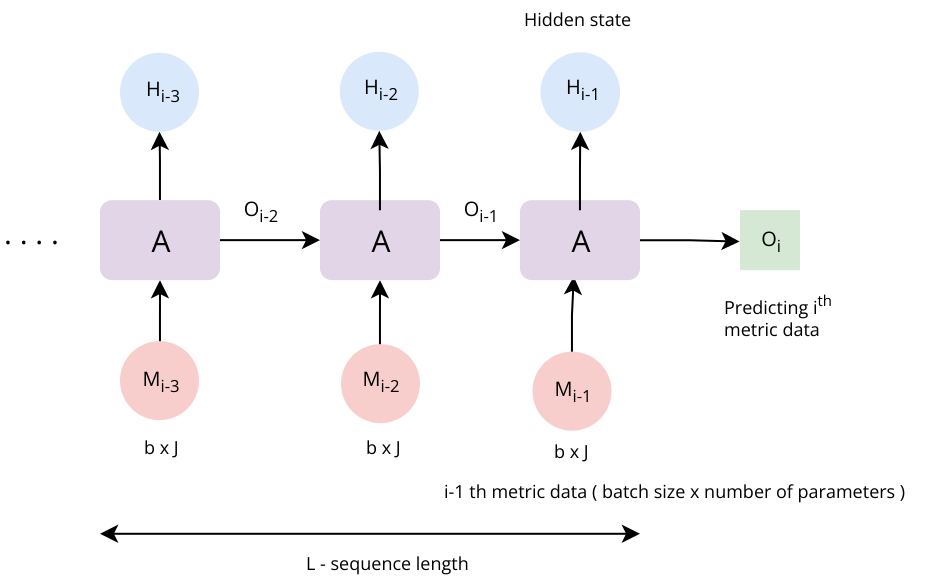 Hidden state
H_{i-3}
H_{i-2}
H_{i-1}
O_{i-2}
O_{i-1}
. . . .
A
A
A
O_i
Predicting i^{th}
metric data
M_{i-3}
M_{i-2}
M_{i-1}
b x J
b x J
b x J
i-1 th metric data ( batch size x number of parameters )
L - sequence length